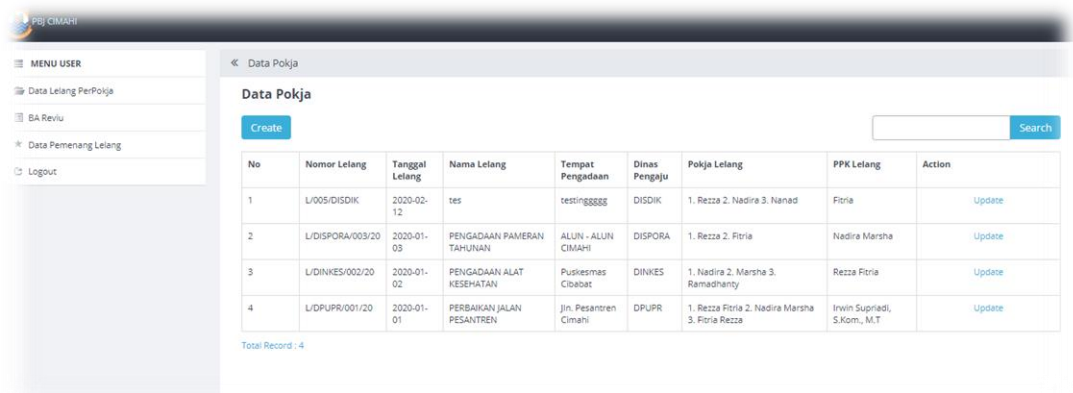 PBJ CIMAHI
MENU USER
Data Lelang PerPokja
BA Reviu
Data Pemenang Lelang
Logout
« Data Pokja
Data Pokja
Create
Search
No Nomor Lelang Tanggal Lelang Nama Lelang Tempat Pengadaan Dinas Pengaju Pokja Lelang PPK Lelang Action
1 L/005/DISDIK 2020-02-12 tes testinggggg DISDIK 1. Rezza 2. Nadira 3. Nanad Fitria Update
2 L/DISPORA/003/20 2020-01-03 PENGADAAN PAMERAN TAHUNAN ALUN - ALUN CIMAHI DISPORA 1. Rezza 2. Fitria Nadira Marsha Update
3 L/DINKES/002/20 2020-01-02 PENGADAAN ALAT KESEHATAN Puskesmas Cibabat DINKES 1. Nadira 2. Marsha 3. Ramadhanty Rezza Fitria Update
4 L/DPUPR/001/20 2020-01-01 PERBAIKAN JALAN PESANTREN Jln. Pesantren Cimahi DPUPR 1. Rezza Fitria 2. Nadira Marsha 3. Fitria Rezza Irwin Supriadi, S.Kom., M.T Update
Total Record : 4